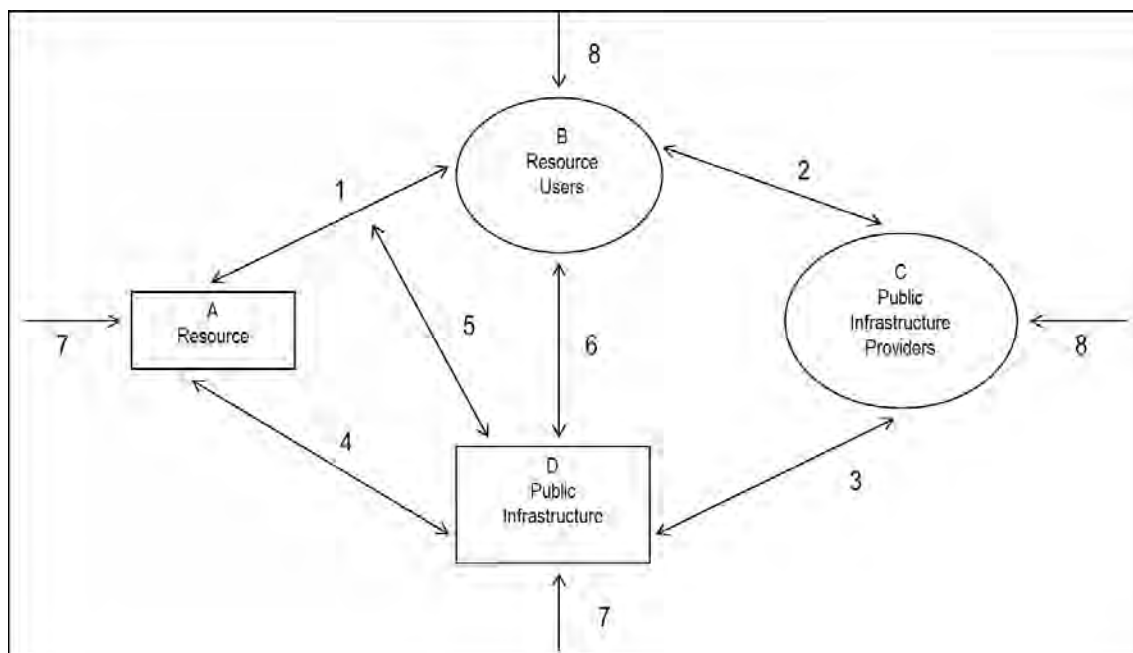 8
B
Resource
Users
1
2
A
Resource
7
5
6
C
Public
Infrastructure
Providers
8
4
D
Public
Infrastructure
3
7